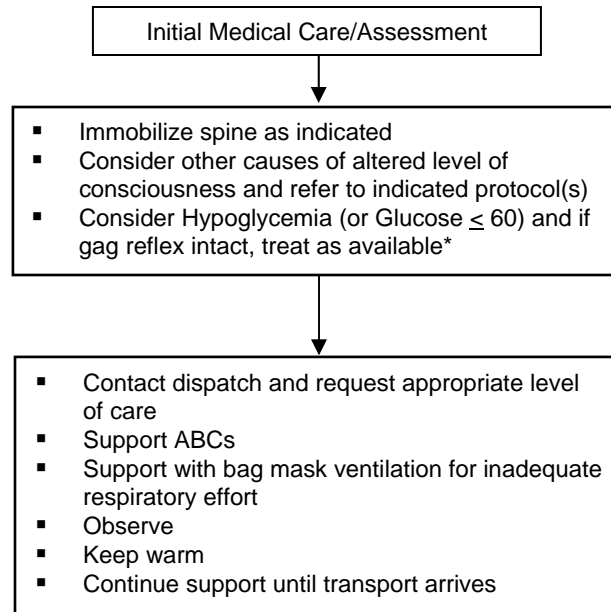 Initial Medical Care/Assessment
▪ Immobilize spine as indicated
▪ Consider other causes of altered level of
consciousness and refer to indicated protocol(s)
▪ Consider Hypoglycemia (or Glucose < 60) and if
gag reflex intact, treat as available*
▪ Contact dispatch and request appropriate level
of care
▪ Support ABCs
▪ Support with bag mask ventilation for inadequate
respiratory effort
▪ Observe
▪ Keep warm
▪ Continue support until transport arrives